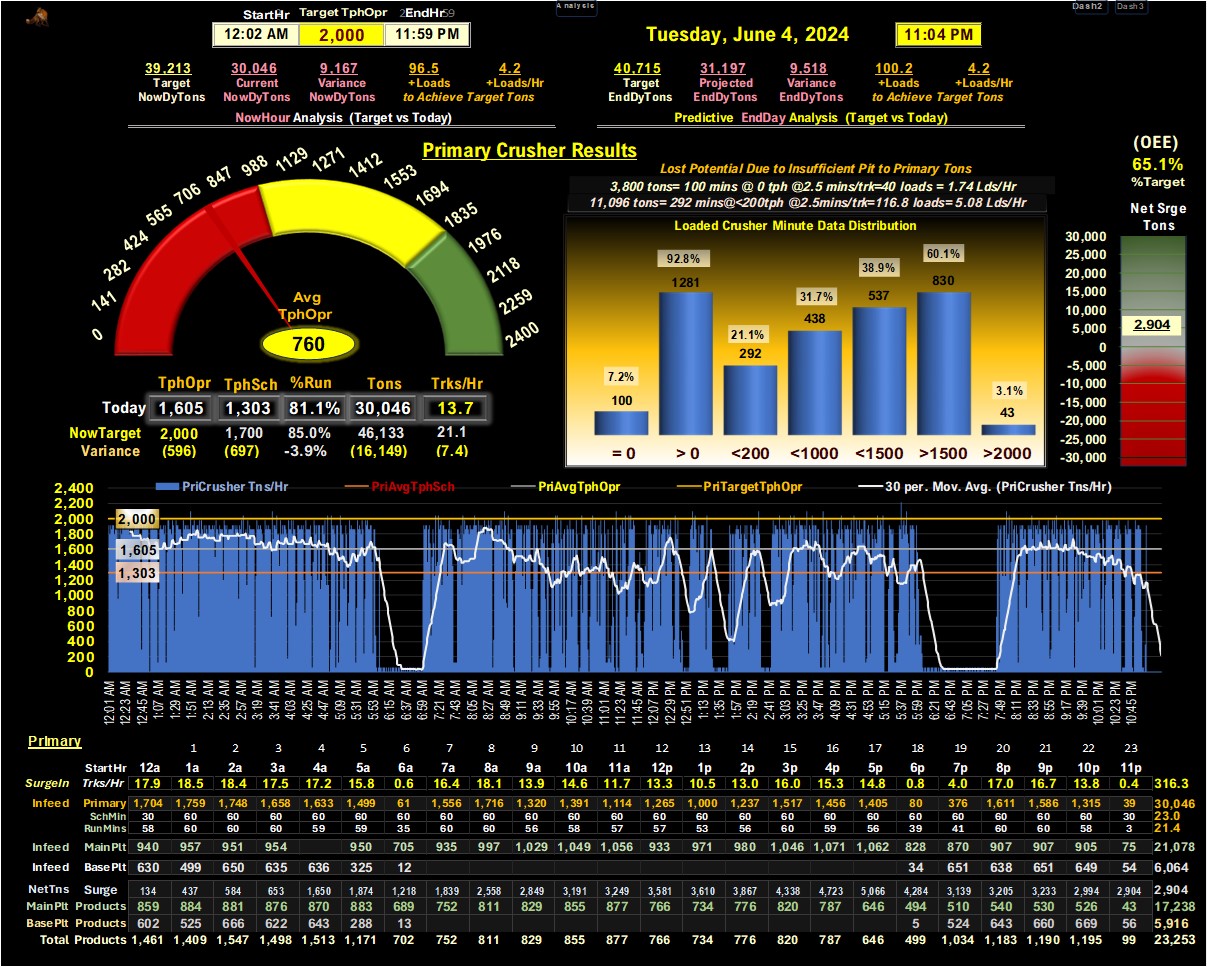 Analysis
Dash2 Dash3
StartHr Target TphOpr EndHr
12:02 AM 2,000 11:59 PM
Tuesday, June 4, 2024 11:04 PM
39,213 30,046 9,167 96.5 4.2
Target Current Variance +Loads +Loads/Hr
NowDyTons NowDyTons NowDyTons to Achieve Target Tons
NowHour Analysis (Target vs Today)
40,715 31,197 9,518 100.2 4.2
Target Projected Variance +Loads +Loads/Hr
EndDyTons EndDyTons EndDyTons to Achieve Target Tons
Predictive EndDay Analysis (Target vs Today)
Primary Crusher Results
0 141 282 424 565 706 847 988 1129 1271 1412 1553 1694 1835 1976 2118 2259 2400
Avg
TphOpr
760
TphOpr TphSch %Run Tons Trks/Hr
Today 1,605 1,303 81.1% 30,046 13.7
NowTarget 2,000 1,700 85.0% 46,133 21.1
Variance (596) (697) -3.9% (16,149) (7.4)
Lost Potential Due to Insufficient Pit to Primary Tons
3,800 tons= 100 mins @ 0 tph @2.5 mins/trk=40 loads = 1.74 Lds/Hr
11,096 tons= 292 mins@<200tph @2.5mins/trk=116.8 loads= 5.08 Lds/Hr
Loaded Crusher Minute Data Distribution
7.2% 92.8% 21.1% 31.7% 38.9% 60.1% 3.1%
100 1281 292 438 537 830 43
= 0 > 0 <200 <1000 <1500 >1500 >2000
(OEE)
65.1%
%Target
Net Srge
Tons
30,000
25,000
20,000
15,000
10,000
5,000
0
-5,000
-10,000
-15,000
-20,000
-25,000
-30,000
2,904
PriCrusher Tns/Hr PriAvgTphSch PriAvgTphOpr PriTargetTphOpr 30 per. Mov. Avg. (PriCrusher Tns/Hr)
2,400
2,200
2,000
1,800
1,600
1,400
1,200
1,000
800
600
400
200
0
2,000
1,605
1,303
12:01 AM 12:23 AM 12:45 AM 1:07 AM 1:29 AM 1:51 AM 2:13 AM 2:35 AM 2:57 AM 3:19 AM 3:41 AM 4:03 AM 4:25 AM 4:47 AM 5:09 AM 5:31 AM 5:53 AM 6:15 AM 6:37 AM 6:59 AM 7:21 AM 7:43 AM 8:05 AM 8:27 AM 8:49 AM 9:11 AM 9:33 AM 9:55 AM 10:17 AM 10:39 AM 11:01 AM 11:23 AM 11:45 AM 12:07 PM 12:29 PM 12:51 PM 1:13 PM 1:35 PM 1:57 PM 2:19 PM 2:41 PM 3:03 PM 3:25 PM 3:47 PM 4:09 PM 4:31 PM 4:53 PM 5:15 PM 5:37 PM 5:59 PM 6:21 PM 6:43 PM 7:05 PM 7:27 PM 7:49 PM 8:11 PM 8:33 PM 8:55 PM 9:17 PM 9:39 PM 10:01 PM 10:23 PM 10:45 PM
Primary
1 2 3 4 5 6 7 8 9 10 11 12 13 14 15 16 17 18 19 20 21 22 23
StartHr 12a 1a 2a 3a 4a 5a 6a 7a 8a 9a 10a 11a 12p 1p 2p 3p 4p 5p 6p 7p 8p 9p 10p 11p
SurgeIn Trks/Hr 17.9 18.5 18.4 17.5 17.2 15.8 0.6 16.4 18.1 13.9 14.6 11.7 13.3 10.5 13.0 16.0 15.3 14.8 0.8 4.0 17.0 16.7 13.8 0.4 316.3
Infeed Primary 1,704 1,759 1,748 1,658 1,633 1,499 61 1,556 1,716 1,320 1,391 1,114 1,265 1,000 1,237 1,517 1,456 1,405 80 376 1,611 1,586 1,315 39 30,046
SchMin 30 60 60 60 60 60 60 60 60 60 60 60 60 60 60 60 60 60 60 60 60 60 60 30 23.0
RunMins 58 60 60 60 59 59 35 60 60 56 58 57 57 53 56 60 59 56 39 41 60 60 58 3 21.4
Infeed MainPlt 940 957 951 954 950 705 935 997 1,029 1,049 1,056 933 971 980 1,046 1,071 1,062 828 870 907 907 905 75 21,078
Infeed BasePlt 630 499 650 635 636 325 12 34 651 638 651 649 54 6,064
NetTns Surge 134 437 584 653 1,650 1,874 1,218 1,839 2,558 2,849 3,191 3,249 3,581 3,610 3,867 4,338 4,723 5,066 4,284 3,139 3,205 3,233 2,994 2,904 2,904
MainPlt Products 859 884 881 876 870 883 689 752 811 829 855 877 766 734 776 820 787 646 494 510 540 530 526 43 17,238
BasePlt Products 602 525 666 622 643 288 13 5 524 643 660 669 56 5,916
Total Products 1,461 1,409 1,547 1,498 1,513 1,171 702 752 811 829 855 877 766 734 776 820 787 646 499 1,034 1,183 1,190 1,195 99 23,253